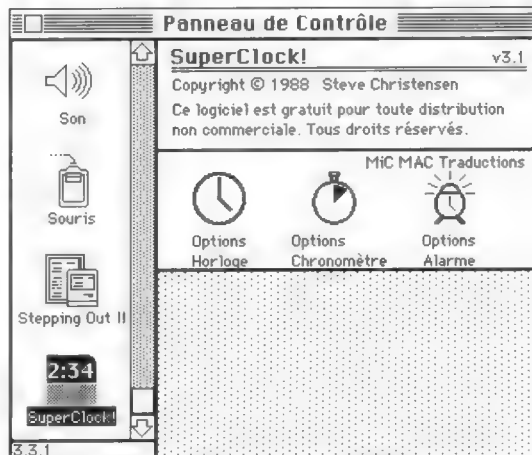 Panneau de Contrôle
Son
Souris
Stepping Out II
2:34
SuperClock!
3.3.1
SuperClock! v3.1
Copyright © 1988 Steve Christensen
Ce logiciel est gratuit pour toute distribution
non commerciale. Tous droits réservés.
MiC MAC Traductions
Options
Horloge
Options
Chronomètre
Options
Alarme